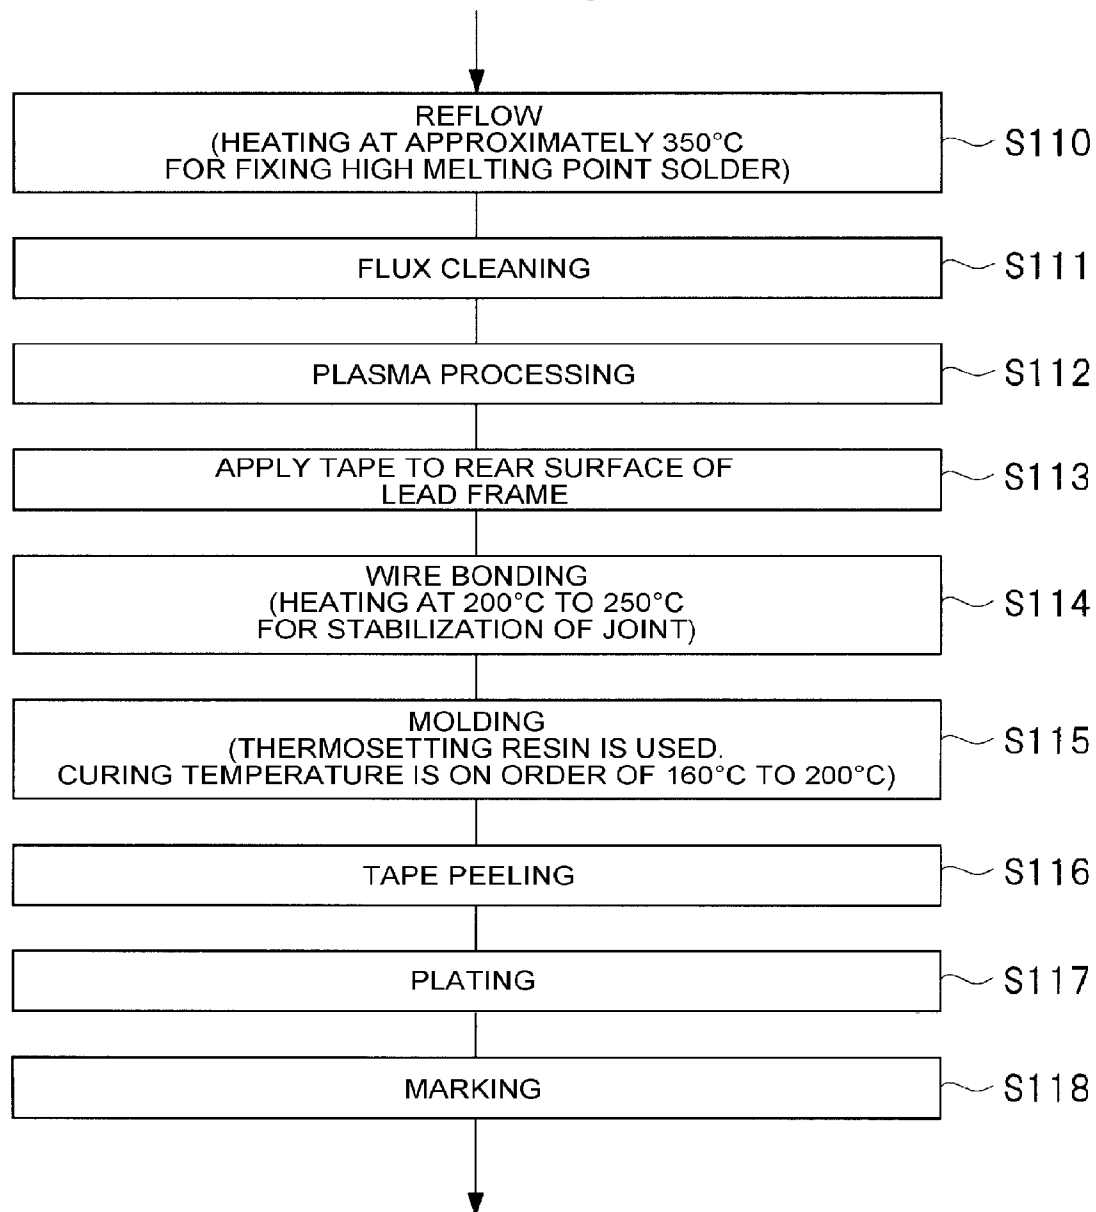 REFLOW
(HEATING AT APPROXIMATELY 350°C
FOR FIXING HIGH MELTING POINT SOLDER)
S110
FLUX CLEANING
S111
PLASMA PROCESSING
S112
APPLY TAPE TO REAR SURFACE OF
LEAD FRAME
S113
WIRE BONDING
(HEATING AT 200°C TO 250°C
FOR STABILIZATION OF JOINT)
S114
MOLDING
(THERMOSETTING RESIN IS USED.
CURING TEMPERATURE IS ON ORDER OF 160°C TO 200°C)
S115
TAPE PEELING
S116
PLATING
S117
MARKING
S118